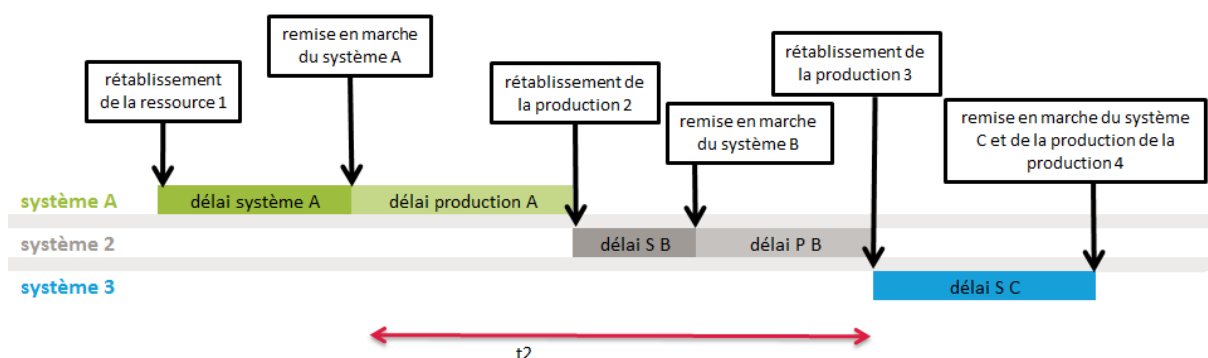 rétablissement
de la ressource 1
remise en marche
du système A
rétablissement de
la production 2
remise en marche
du système B
rétablissement de
la production 3
remise en marche du système
C et de la production de la
production 4
système A
délai système A
délai production A
système 2
délai S B
délai P B
système 3
délai S C
t2